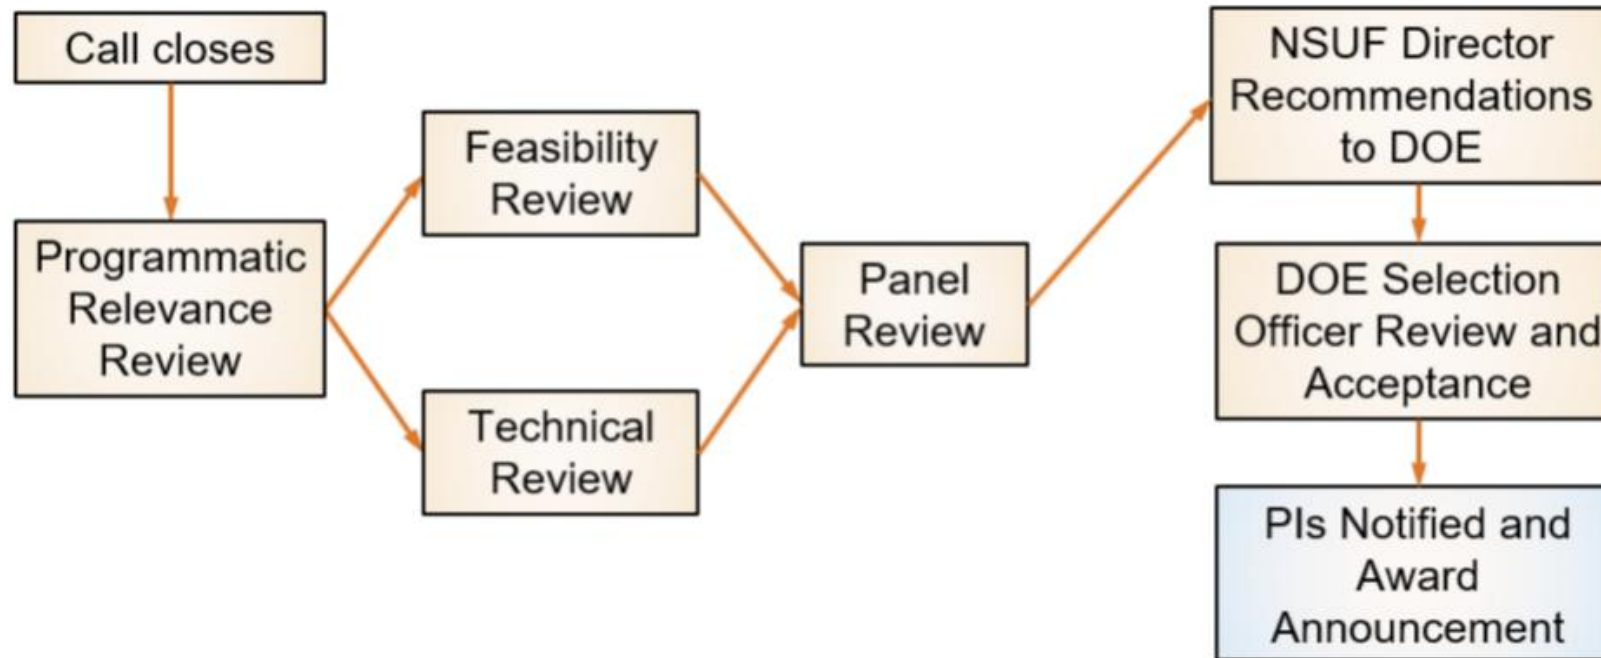 Call closes
Programmatic
Relevance
Review
Feasibility
Review
Technical
Review
Panel
Review
NSUF Director
Recommendations
to DOE
DOE Selection
Officer Review and
Acceptance
PIs Notified and
Award
Announcement